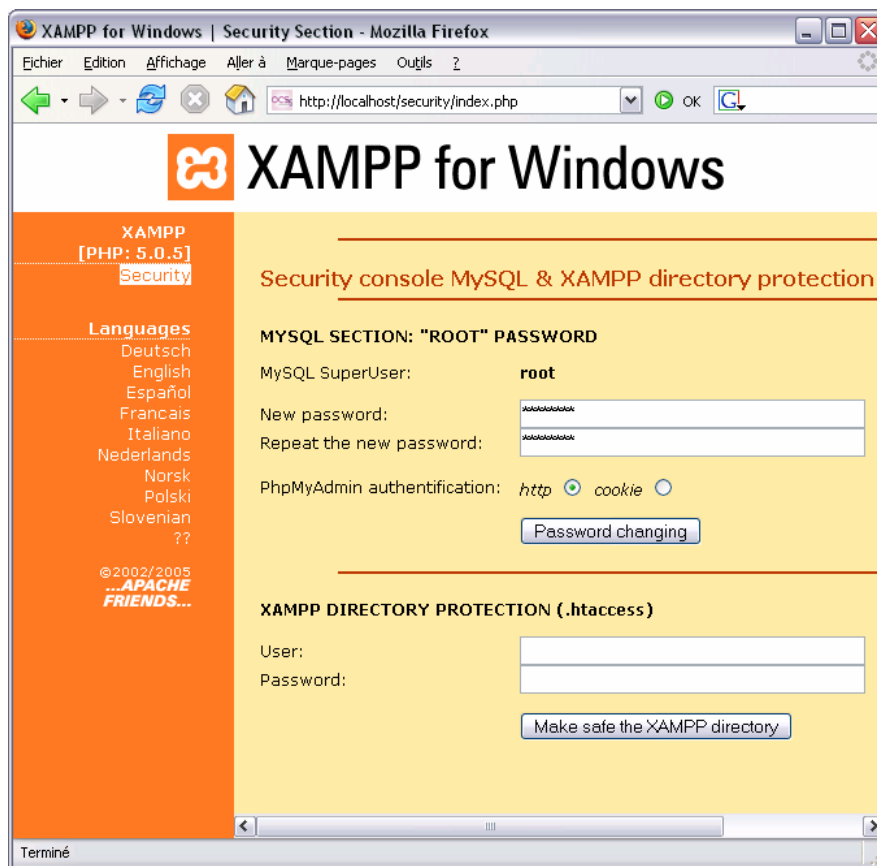 XAMPP for Windows | Security Section - Mozilla Firefox
Fichier Edition Affichage Aller à Marque-pages Outils ?
http://localhost/security/index.php OK
XAMPP for Windows
XAMPP
[PHP: 5.0.5]
Security
Languages
Deutsch
English
Español
Francais
Italiano
Nederlands
Norsk
Polski
Slovenian
??
©2002/2005
...APACHE
FRIENDS...
Security console MySQL & XAMPP directory protection
MYSQL SECTION: "ROOT" PASSWORD
MySQL SuperUser: root
New password: **********
Repeat the new password: **********
PhpMyAdmin authentification: http cookie
Password changing
XAMPP DIRECTORY PROTECTION (.htaccess)
User:
Password:
Make safe the XAMPP directory
Terminé